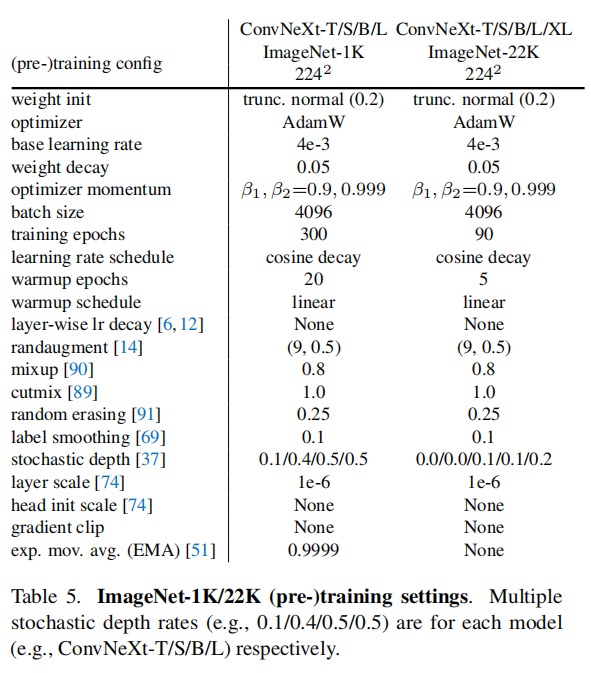 ConvNeXt-T/S/B/L ConvNeXt-T/S/B/L/XL
(pre-)training config ImageNet-1K ImageNet-22K
224² 224²
weight init trunc. normal (0.2) trunc. normal (0.2)
optimizer AdamW AdamW
base learning rate 4e-3 4e-3
weight decay 0.05 0.05
optimizer momentum β₁, β₂=0.9, 0.999 β₁, β₂=0.9, 0.999
batch size 4096 4096
training epochs 300 90
learning rate schedule cosine decay cosine decay
warmup epochs 20 5
warmup schedule linear linear
layer-wise lr decay [6, 12] None None
randaugment [14] (9, 0.5) (9, 0.5)
mixup [90] 0.8 0.8
cutmix [89] 1.0 1.0
random erasing [91] 0.25 0.25
label smoothing [69] 0.1 0.1
stochastic depth [37] 0.1/0.4/0.5/0.5 0.0/0.0/0.1/0.1/0.2
layer scale [74] 1e-6 1e-6
head init scale [74] None None
gradient clip None None
exp. mov. avg. (EMA) [51] 0.9999 None
Table 5. ImageNet-1K/22K (pre-)training settings. Multiple
stochastic depth rates (e.g., 0.1/0.4/0.5/0.5) are for each model
(e.g., ConvNeXt-T/S/B/L) respectively.